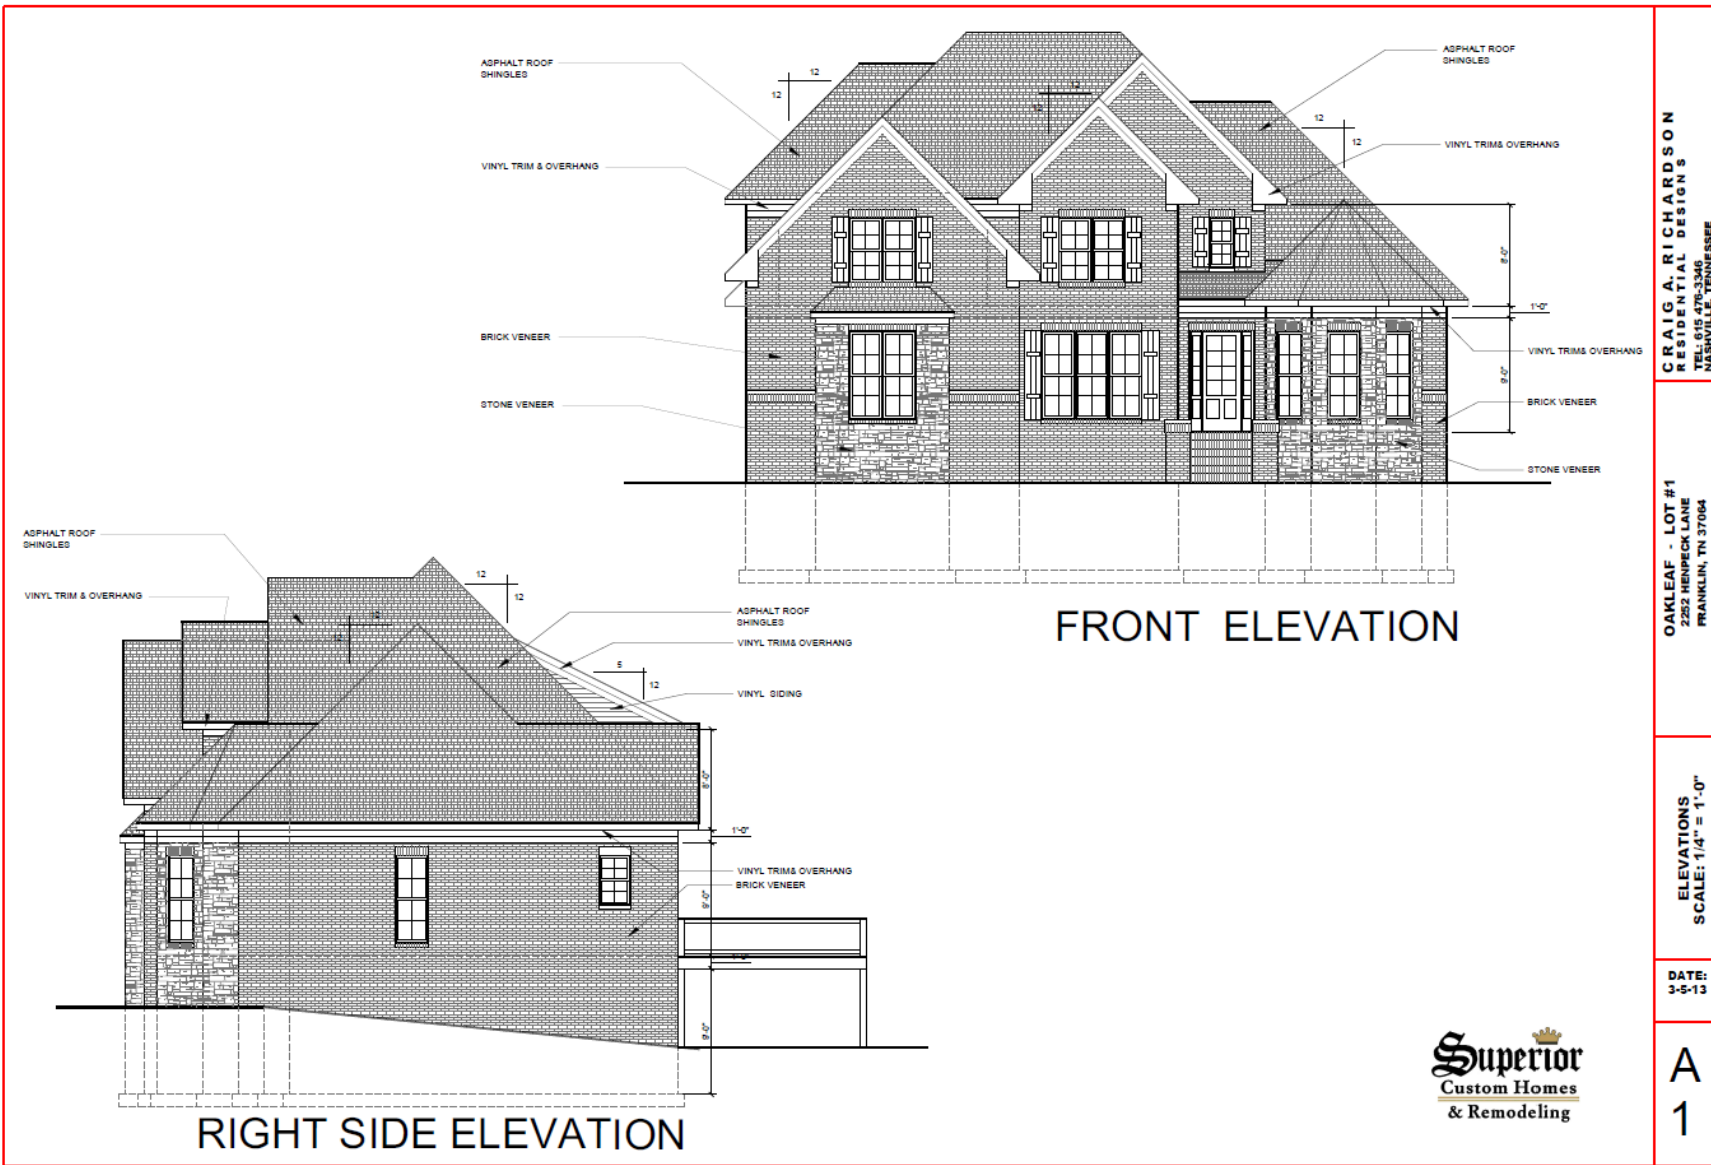 ASPHALT ROOF
SHINGLES
12
12
VINYL TRIM & OVERHANG
BRICK VENEER
STONE VENEER
12
12
ASPHALT ROOF
SHINGLES
12
12
VINYL TRIM& OVERHANG
8'-0"
1'-0"
VINYL TRIM& OVERHANG
9'-0"
BRICK VENEER
STONE VENEER
FRONT ELEVATION
ASPHALT ROOF
SHINGLES
VINYL TRIM & OVERHANG
12
12
12
12
ASPHALT ROOF
SHINGLES
VINYL TRIM& OVERHANG
5
12
VINYL SIDING
8'-0"
1'-0"
VINYL TRIM& OVERHANG
BRICK VENEER
9'-0"
1'-0"
9'-0"
RIGHT SIDE ELEVATION
Superior
Custom Homes
& Remodeling
CRAIG A. RICHARDSON
RESIDENTIAL DESIGNS
TEL: 615 476-3346
NASHVILLE, TENNESSEE
OAKLEAF - LOT #1
2252 HENPECK LANE
FRANKLIN, TN 37064
ELEVATIONS
SCALE: 1/4" = 1'-0"
DATE:
3-5-13
A
1